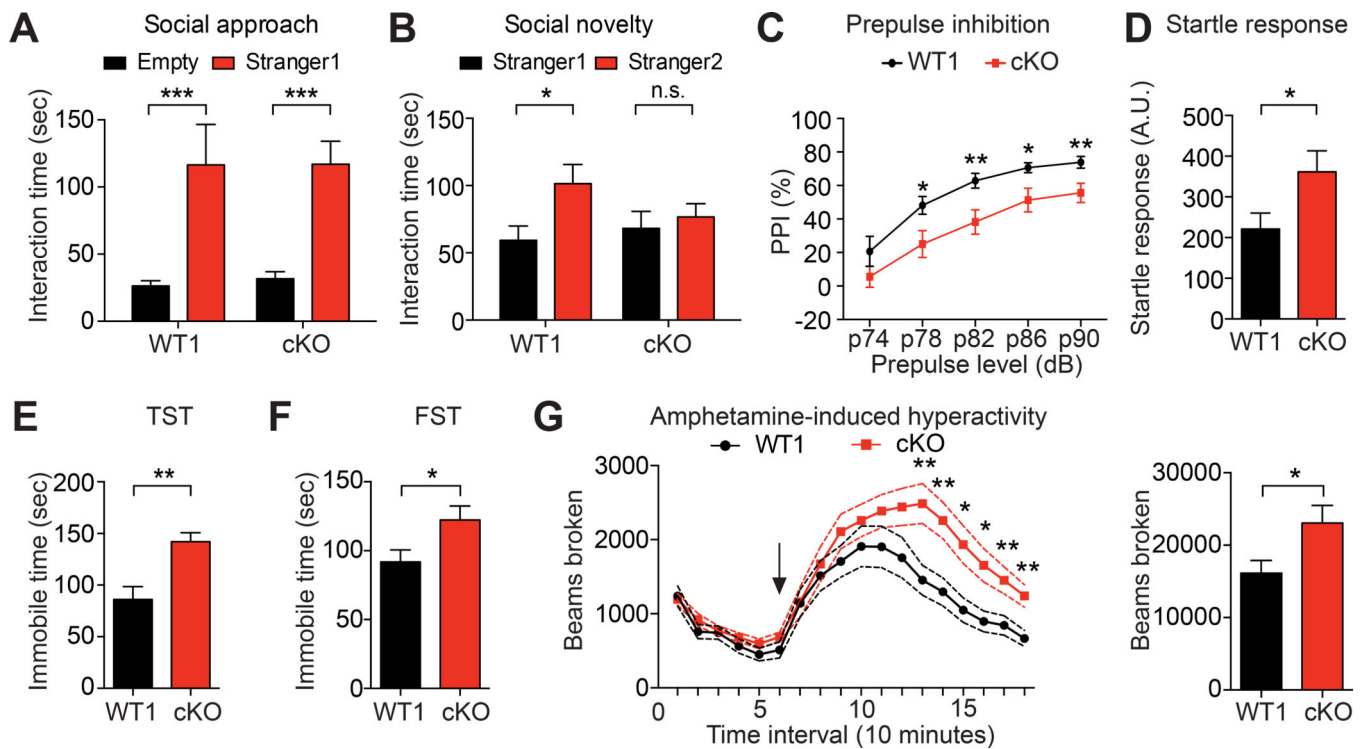 A
Social approach
Empty Stranger1
*** ***
Interaction time (sec)
150
100
50
0
WT1 cKO
B
Social novelty
Stranger1 Stranger2
* n.s.
Interaction time (sec)
150
100
50
0
WT1 cKO
C
Prepulse inhibition
WT1 cKO
PPI (%)
100
80
60
40
20
0
-20
* ** * **
p74 p78 p82 p86 p90
Prepulse level (dB)
D
Startle response
*
Startle response (A.U.)
500
400
300
200
100
0
WT1 cKO
E
TST
**
Immobile time (sec)
200
150
100
50
0
WT1 cKO
F
FST
*
Immobile time (sec)
150
100
50
0
WT1 cKO
G
Amphetamine-induced hyperactivity
WT1 cKO
Beams broken
3000
2000
1000
0
** ** * * ** **
0 5 10 15
Time interval (10 minutes)
*
Beams broken
30000
20000
10000
0
WT1 cKO